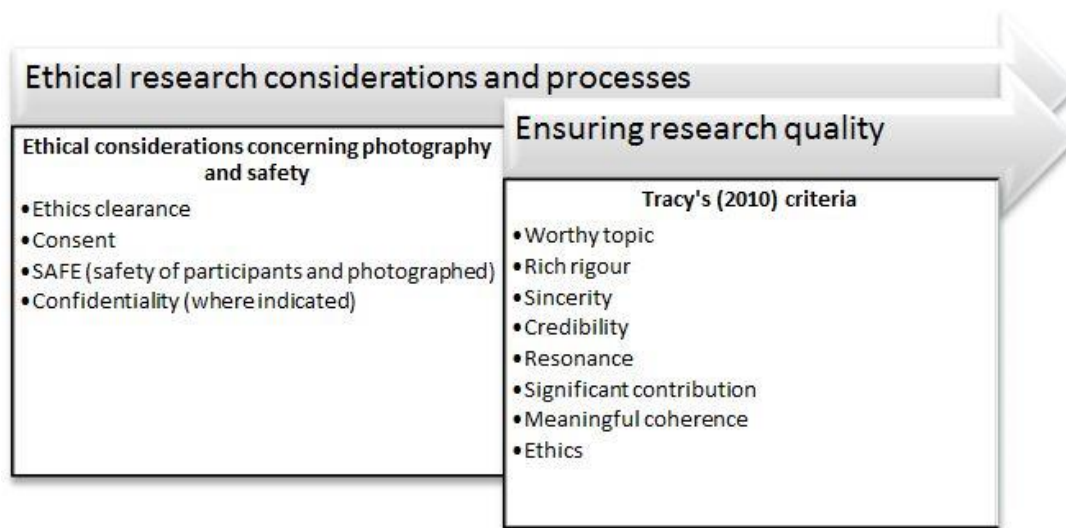 Ethical research considerations and processes
Ethical considerations concerning photography
and safety
•Ethics clearance
•Consent
•SAFE (safety of participants and photographed)
•Confidentiality (where indicated)
Ensuring research quality
Tracy's (2010) criteria
•Worthy topic
•Rich rigour
•Sincerity
•Credibility
•Resonance
•Significant contribution
•Meaningful coherence
•Ethics